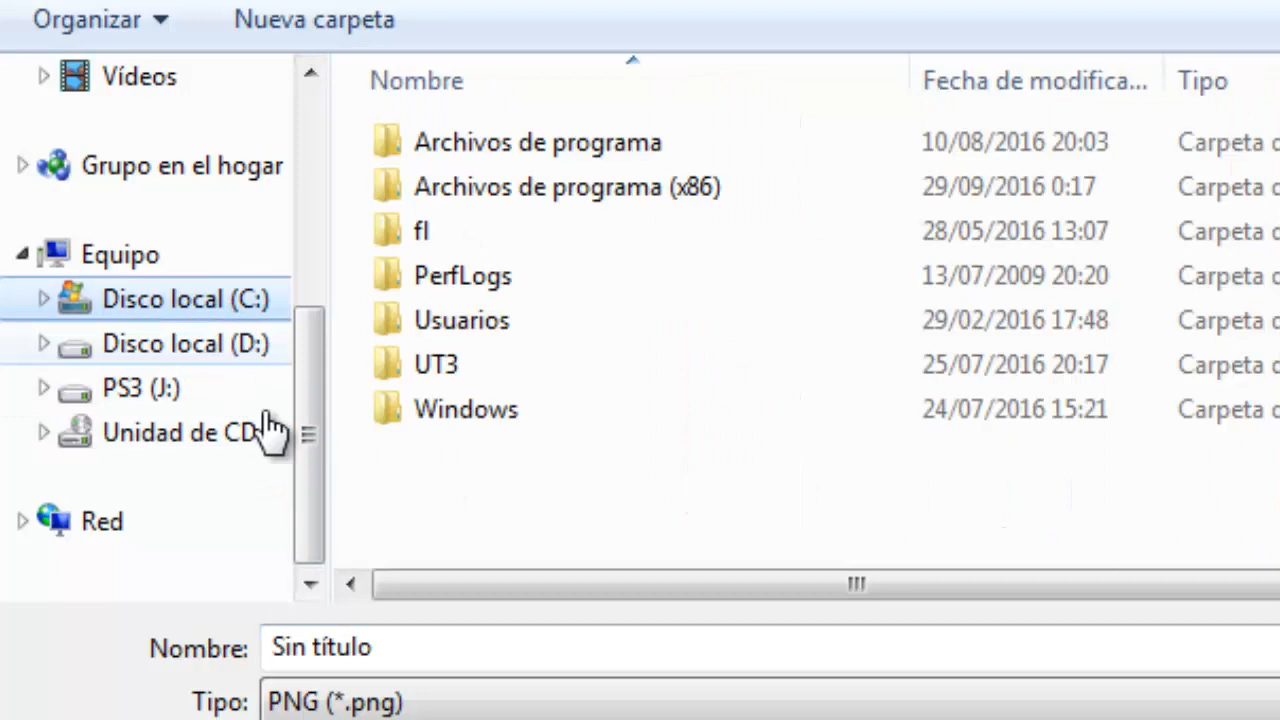 Organizar Nueva carpeta
Vídeos
Grupo en el hogar
Equipo
Disco local (C:)
Disco local (D:)
PS3 (J:)
Unidad de CD
Red
Nombre Fecha de modifica... Tipo
Archivos de programa 10/08/2016 20:03 Carpeta
Archivos de programa (x86) 29/09/2016 0:17 Carpeta
fl 28/05/2016 13:07 Carpeta
PerfLogs 13/07/2009 20:20 Carpeta
Usuarios 29/02/2016 17:48 Carpeta
UT3 25/07/2016 20:17 Carpeta
Windows 24/07/2016 15:21 Carpeta
Nombre: Sin título
Tipo: PNG (*.png)